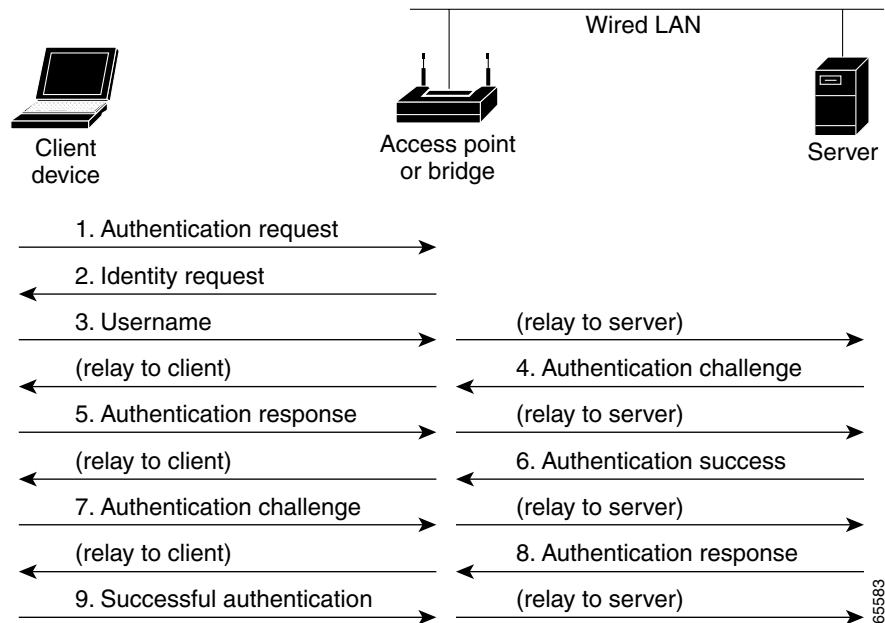 Wired LAN
Client
device
Access point
or bridge
Server
1. Authentication request
2. Identity request
3. Username
(relay to server)
(relay to client)
4. Authentication challenge
5. Authentication response
(relay to server)
(relay to client)
6. Authentication success
7. Authentication challenge
(relay to server)
(relay to client)
8. Authentication response
9. Successful authentication
(relay to server)
65583